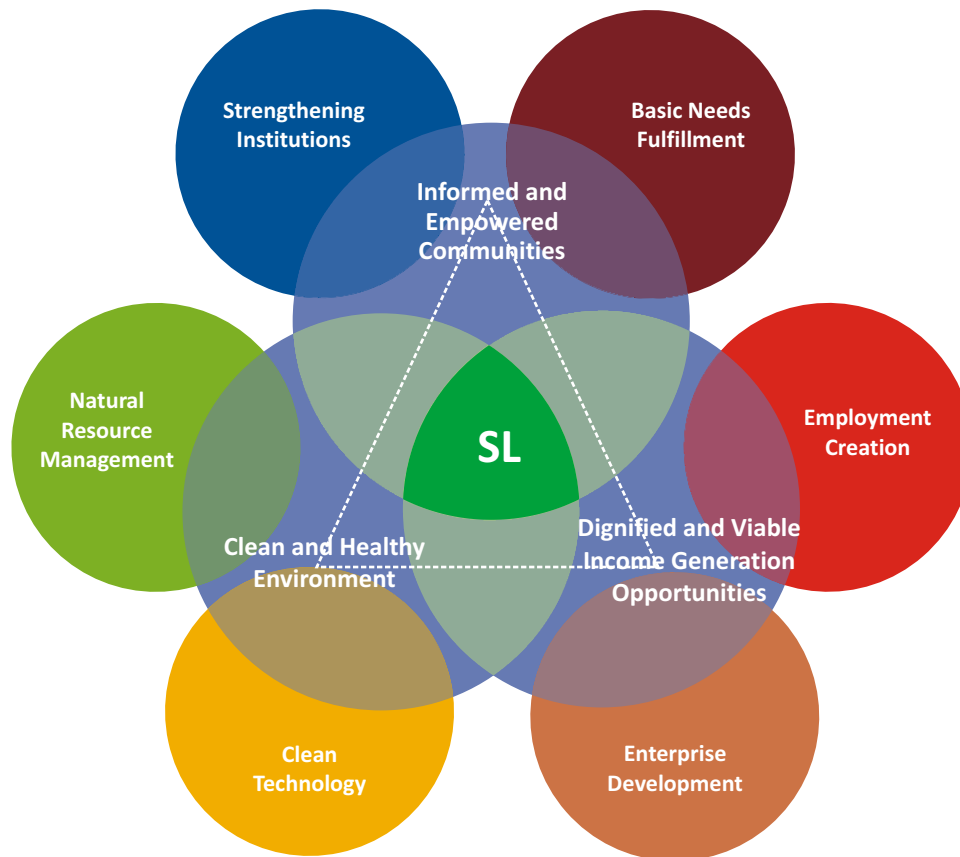 Strengthening
Institutions
Basic Needs
Fulfillment
Informed and
Empowered
Communities
Natural
Resource
Management
SL
Employment
Creation
Clean and Healthy
Environment
Dignified and Viable
Income Generation
Opportunities
Clean
Technology
Enterprise
Development